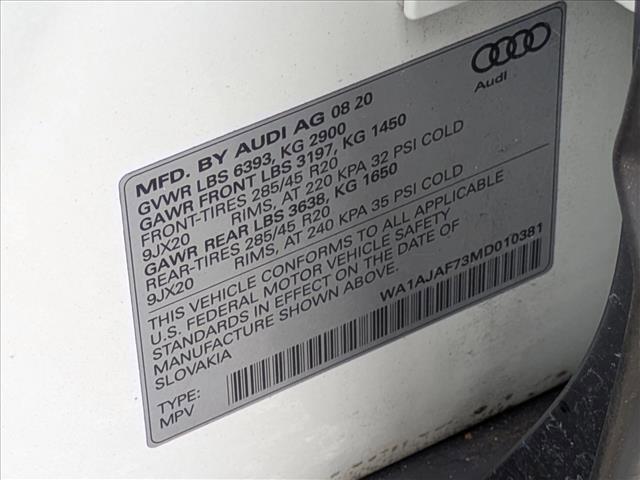 Audi
MFD. BY AUDI AG 08 20
GVWR LBS 6393, KG 2900
GAWR FRONT LBS 3197, KG 1450
FRONT-TIRES 285/45 R20
9JX20 RIMS, AT 220 KPA 32 PSI COLD
GAWR REAR LBS 3638, KG 1650
REAR-TIRES 285/45 R20
9JX20 RIMS, AT 240 KPA 35 PSI COLD
THIS VEHICLE CONFORMS TO ALL APPLICABLE
U.S. FEDERAL MOTOR VEHICLE SAFETY
STANDARDS IN EFFECT ON THE DATE OF
MANUFACTURE SHOWN ABOVE.
SLOVAKIA
WA1AJAF73MD010381
TYPE:
MPV